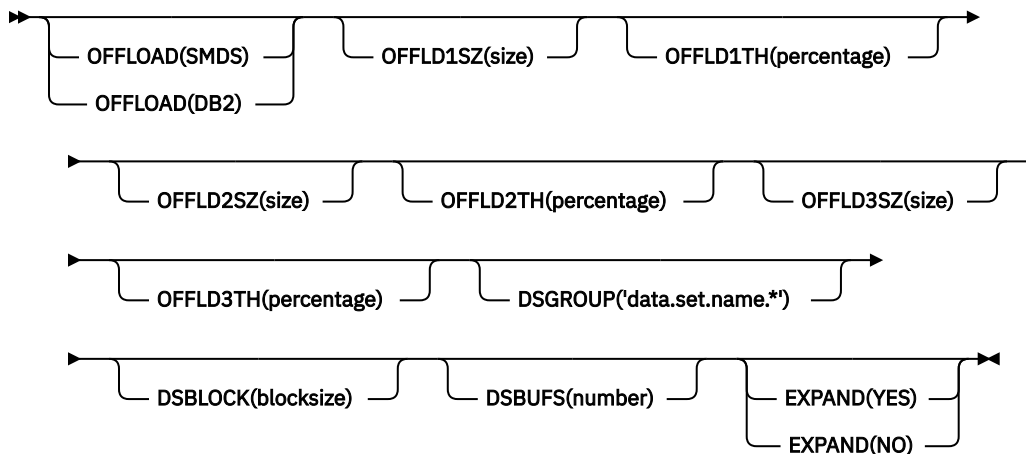 OFFLOAD(SMDS)
OFFLOAD(DB2)
OFFLD1SZ(size)
OFFLD1TH(percentage)
OFFLD2SZ(size)
OFFLD2TH(percentage)
OFFLD3SZ(size)
OFFLD3TH(percentage)
DSGROUP('data.set.name.*')
DSBLOCK(blocksize)
DSBUFS(number)
EXPAND(YES)
EXPAND(NO)